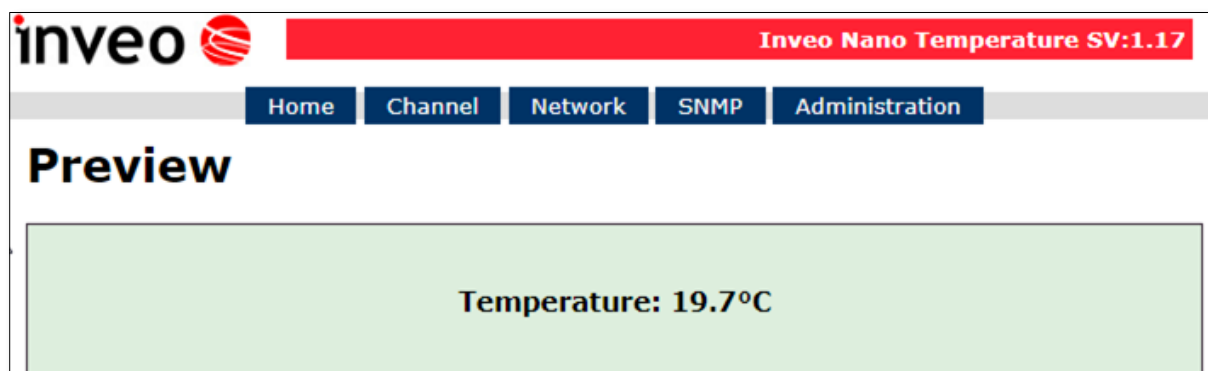 inveo
Inveo Nano Temperature SV:1.17
Home Channel Network SNMP Administration
Preview
Temperature: 19.7°C